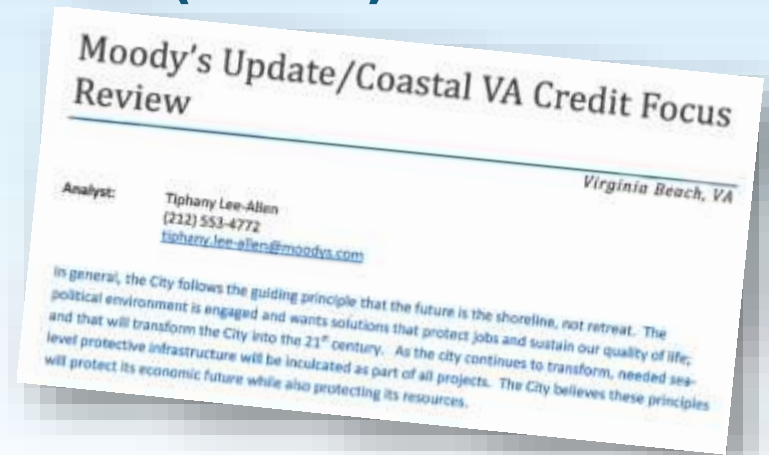 Moody's Update/Coastal VA Credit Focus
Review
Virginia Beach, VA
Analyst:
Tiphany Lee-Allen
(212) 553-4772
tiphany.lee-allen@moodys.com
In general, the City follows the guiding principle that the future is the shoreline, not retreat. The
political environment is engaged and wants solutions that protect jobs and sustain our quality of life;
and that will transform the City into the 21st century. As the city continues to transform, needed sea-
level protective infrastructure will be inculcated as part of all projects. The City believes these principles
will protect its economic future while also protecting its resources.